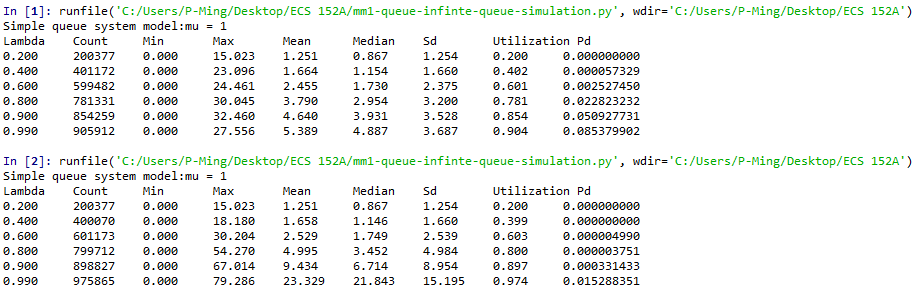 In [1]: runfile('C:/Users/P-Ming/Desktop/ECS 152A/mm1-queue-infinte-queue-simulation.py', wdir='C:/Users/P-Ming/Desktop/ECS 152A')
Simple queue system model:mu = 1
Lambda Count Min Max Mean Median Sd Utilization Pd
0.200 200377 0.000 15.023 1.251 0.867 1.254 0.200 0.000000000
0.400 401172 0.000 23.096 1.664 1.154 1.660 0.402 0.000057329
0.600 599482 0.000 24.461 2.455 1.730 2.375 0.601 0.002527450
0.800 781331 0.000 30.045 3.790 2.954 3.200 0.781 0.022823232
0.900 854259 0.000 32.460 4.640 3.931 3.528 0.854 0.050927731
0.990 905912 0.000 27.556 5.389 4.887 3.687 0.904 0.085379902
In [2]: runfile('C:/Users/P-Ming/Desktop/ECS 152A/mm1-queue-infinte-queue-simulation.py', wdir='C:/Users/P-Ming/Desktop/ECS 152A')
Simple queue system model:mu = 1
Lambda Count Min Max Mean Median Sd Utilization Pd
0.200 200377 0.000 15.023 1.251 0.867 1.254 0.200 0.000000000
0.400 400070 0.000 18.180 1.658 1.146 1.660 0.399 0.000000000
0.600 601173 0.000 30.204 2.529 1.749 2.539 0.603 0.000004990
0.800 799712 0.000 54.270 4.995 3.452 4.984 0.800 0.000003751
0.900 898827 0.000 67.014 9.434 6.714 8.954 0.897 0.000331433
0.990 975865 0.000 79.286 23.329 21.843 15.195 0.974 0.015288351